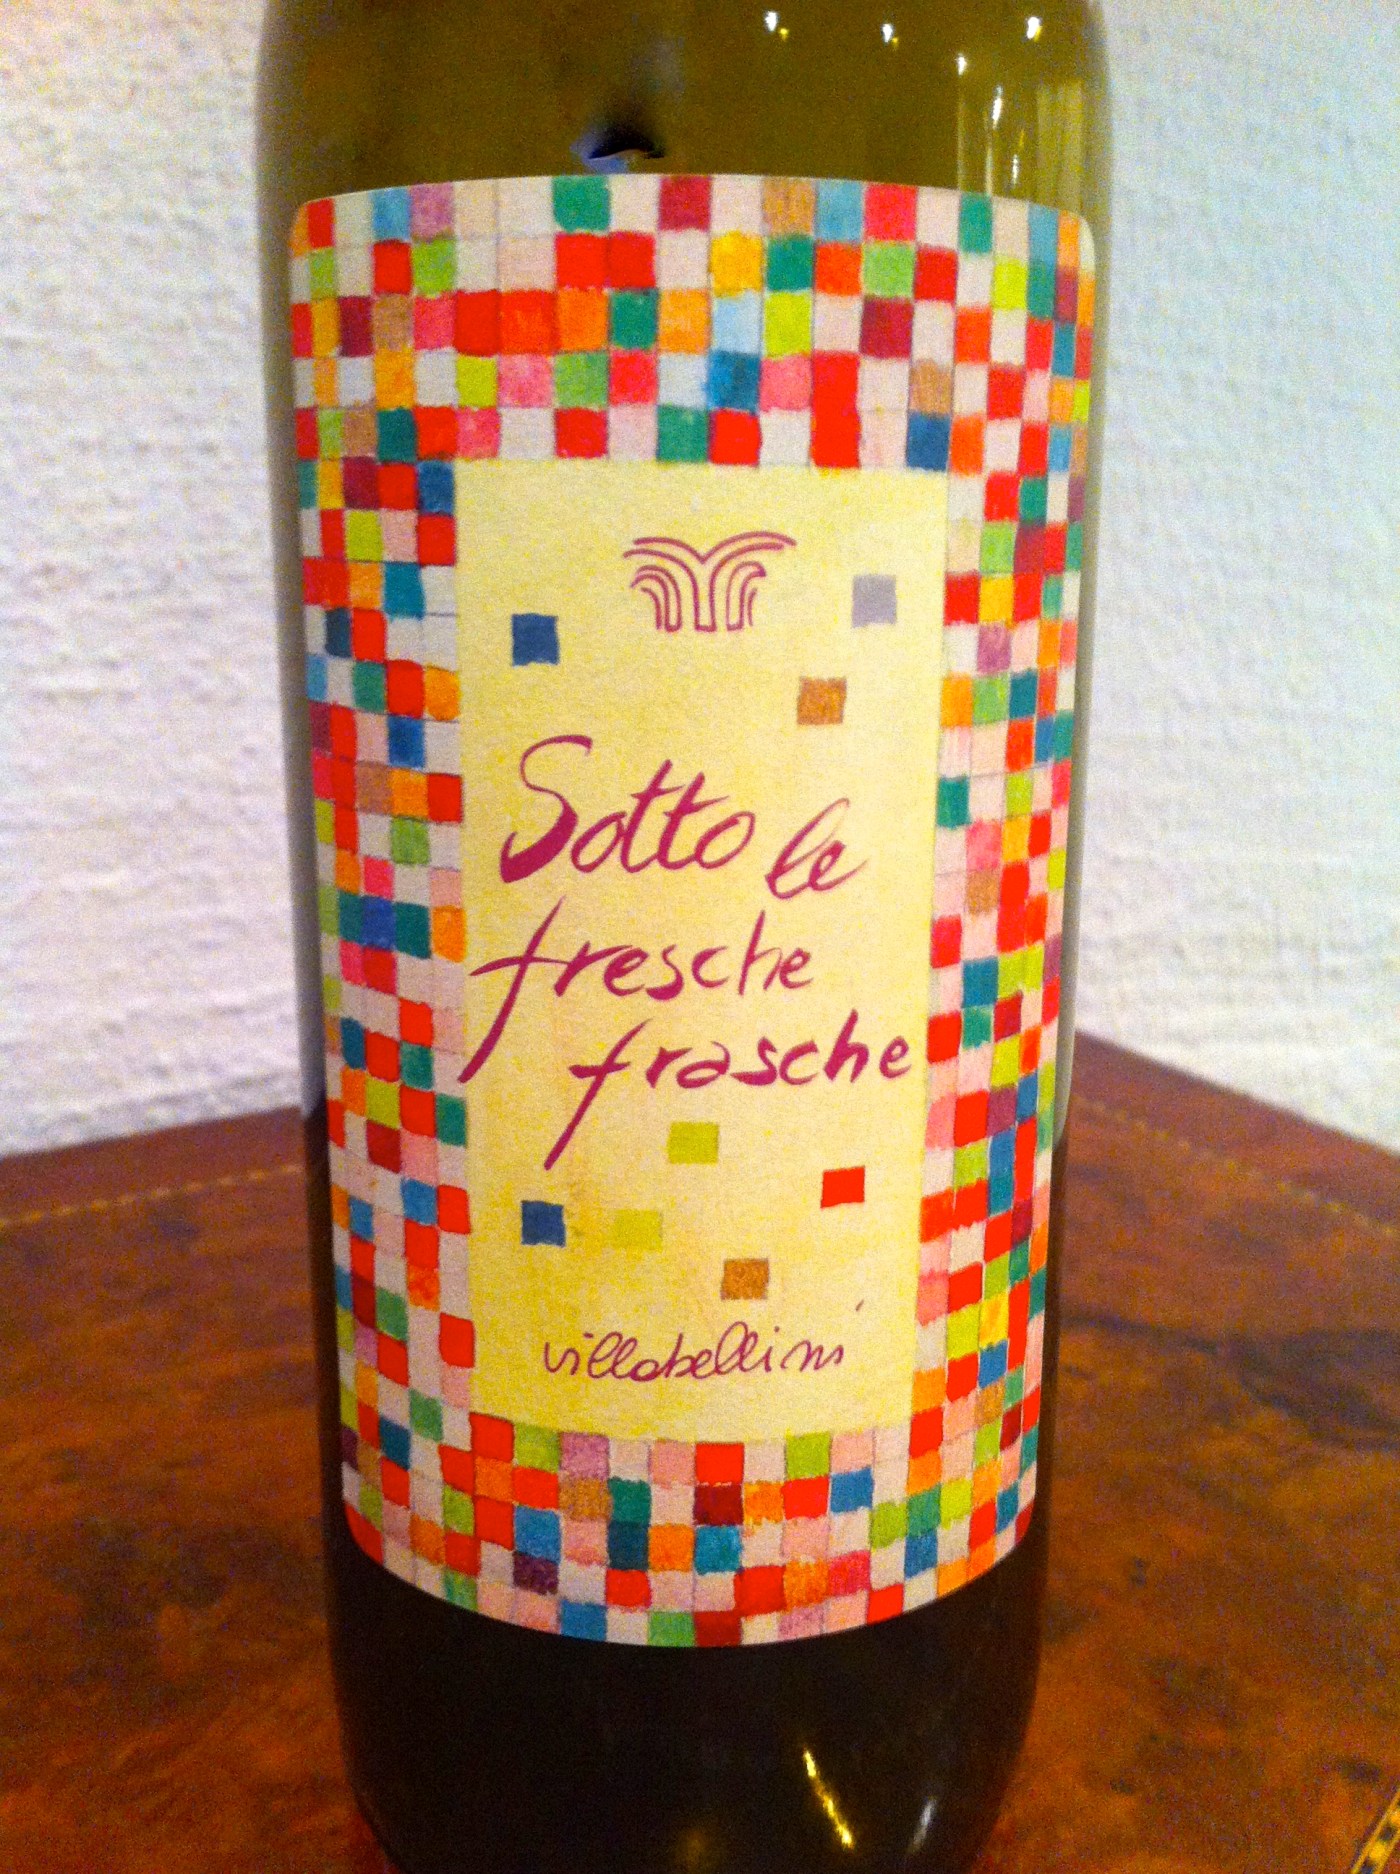 Sotto le
fresche
frasche
villabellini